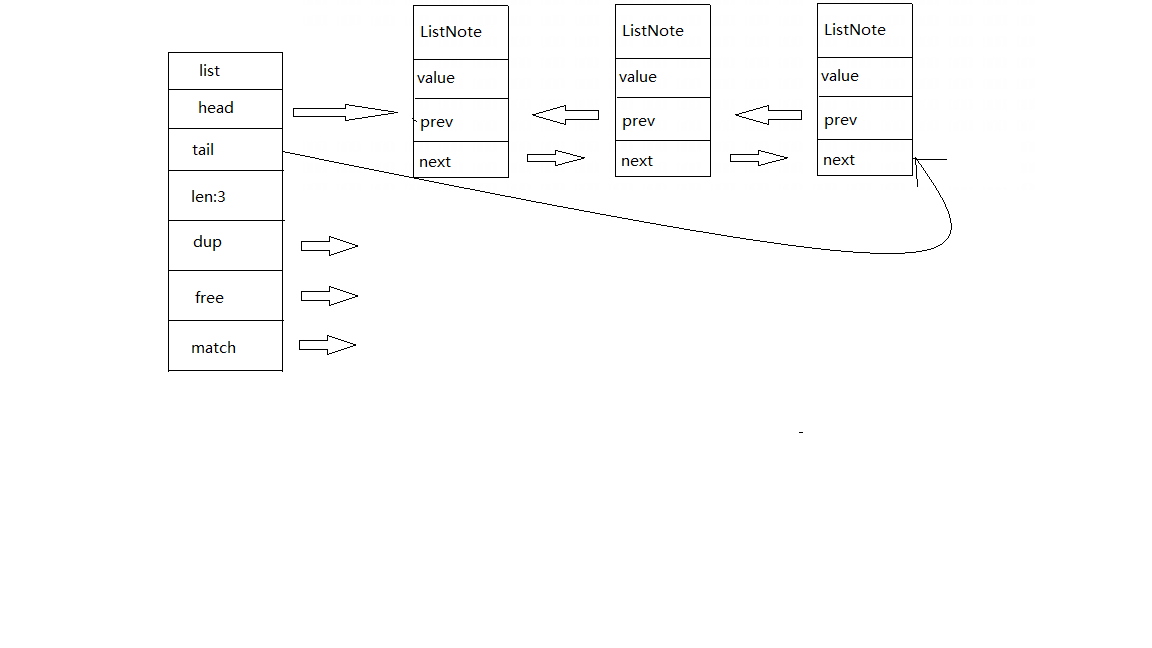 list
head
tail
len:3
dup
free
match
ListNote
value
prev
next
ListNote
value
prev
next
ListNote
value
prev
next